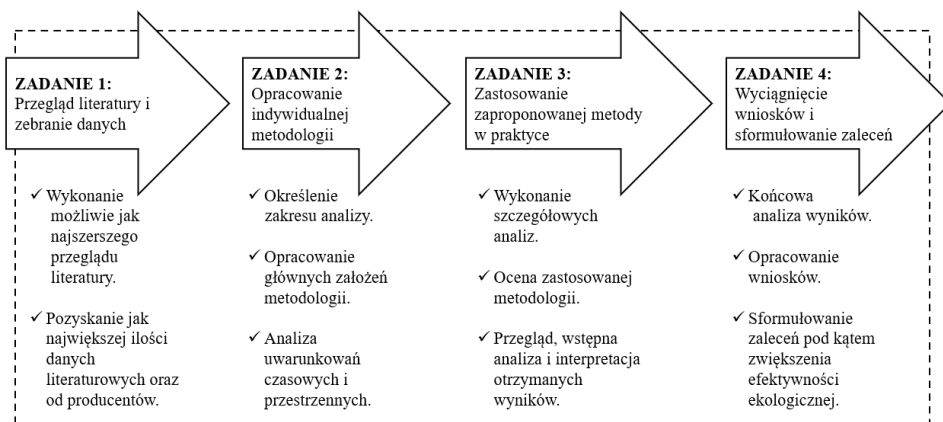 ZADANIE 1:
Przegląd literatury i
zebranie danych
✓ Wykonanie
możliwie jak
najszerszego
przeglądu
literatury.
✓ Pozyskanie jak
największej ilości
danych
literaturowych oraz
od producentów.
ZADANIE 2:
Opracowanie
indywidualnej
metodologii
✓ Określenie
zakresu analizy.
✓ Opracowanie
głównych założeń
metodologii.
✓ Analiza
uwarunkowań
czasowych i
przestrzennych.
ZADANIE 3:
Zastosowanie
zaproponowanej metody
w praktyce
✓ Wykonanie
szczegółowych
analiz.
✓ Ocena zastosowanej
metodologii.
✓ Przegląd, wstępna
analiza i interpretacja
otrzymanych
wyników.
ZADANIE 4:
Wyciągnięcie
wniosków i
sformułowanie zaleceń
✓ Końcowa
analiza wyników.
✓ Opracowanie
wniosków.
✓ Sformułowanie
zaleceń pod kątem
zwiększenia
efektywności
ekologicznej.